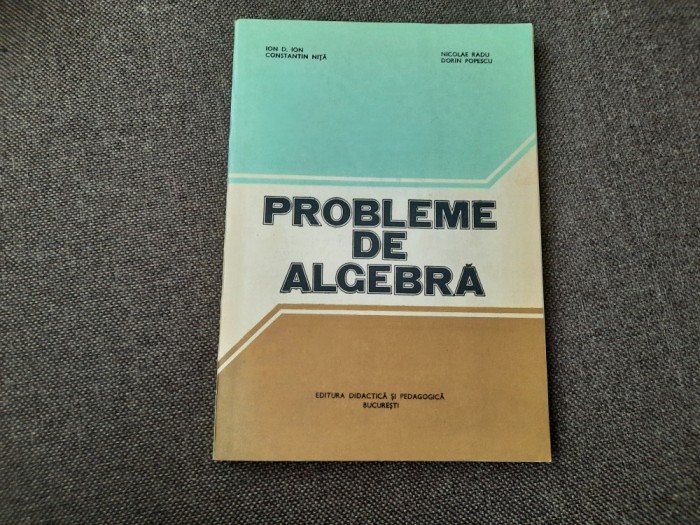 ION D. ION
CONSTANTIN NIȚĂ
NICOLAE RADU
DORIN POPESCU
PROBLEME
DE
ALGEBRĂ
EDITURA DIDACTICĂ ȘI PEDAGOGICĂ
BUCUREȘTI